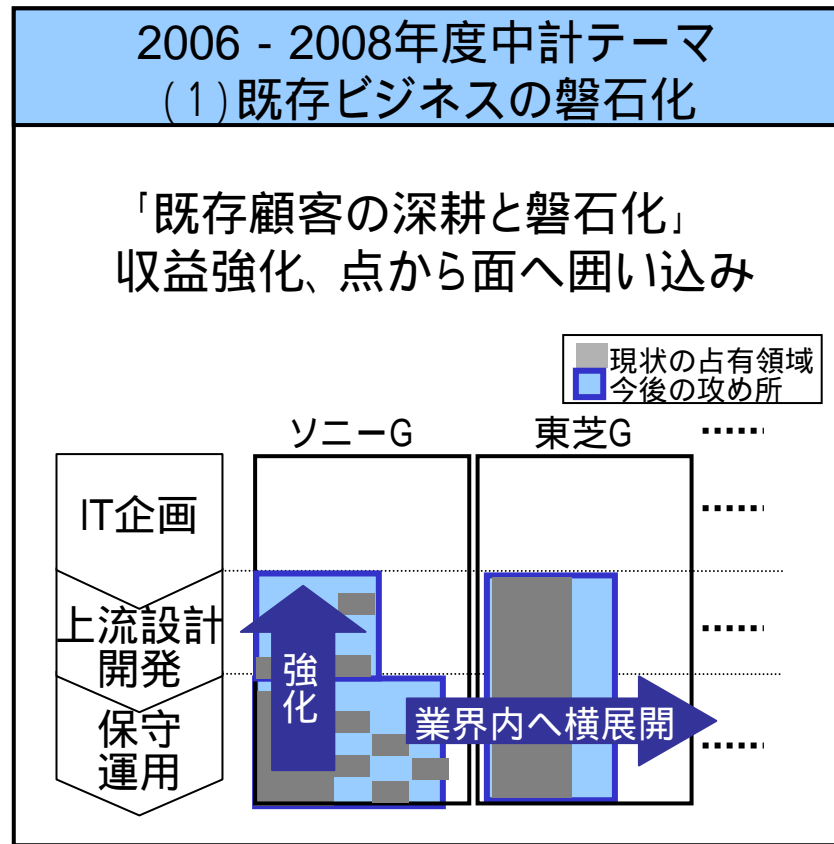 2006 - 2008年度中計テーマ
(1)既存ビジネスの磐石化
「既存顧客の深耕と磐石化」
収益強化、点から面へ囲い込み
現状の占有領域
今後の攻め所
ソニーG
東芝G
……
IT企画
……
上流設計
開発
……
強化
保守
運用
業界内へ横展開
……